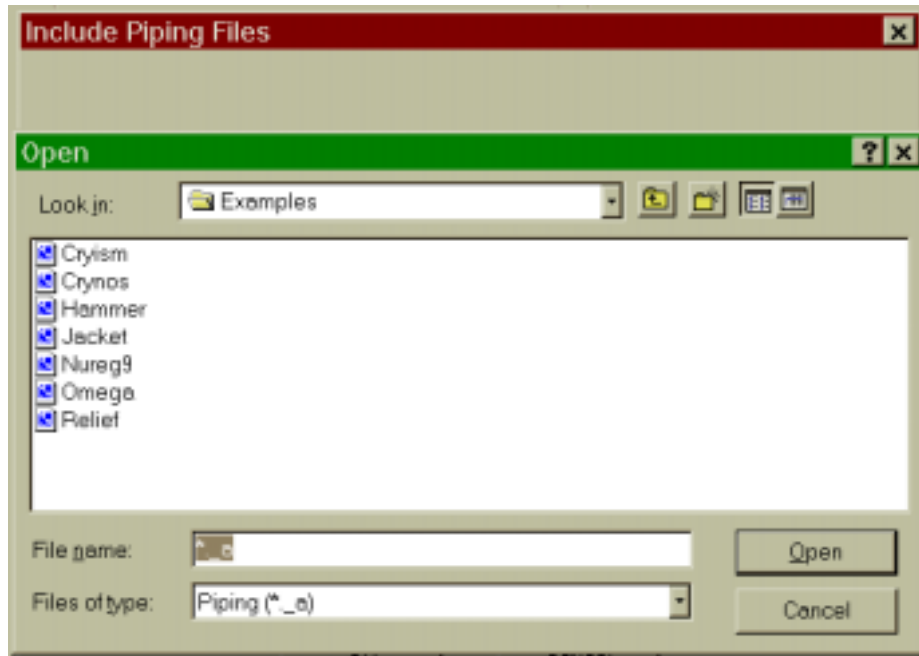 Include Piping Files
Open
Look in: Examples
Cryism
Crynos
Hammer
Jacket
Nureg9
Omega
Relief
File name: *._a
Open
Files of type: Piping (*._a)
Cancel